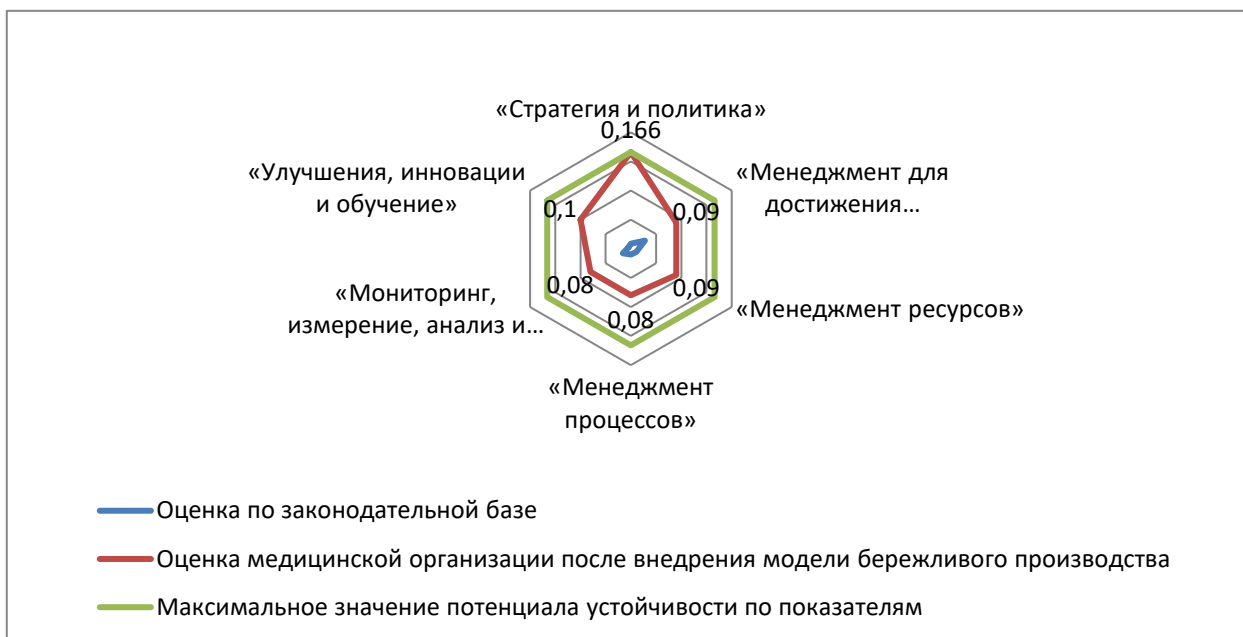 «Стратегия и политика»
0,166
«Улучшения, инновации
и обучение»
«Менеджмент для
достижения…
0,1
0,09
0,08
0,09
«Мониторинг,
измерение, анализ и…
0,08
«Менеджмент ресурсов»
«Менеджмент
процессов»
Оценка по законодательной базе
Оценка медицинской организации после внедрения модели бережливого производства
Максимальное значение потенциала устойчивости по показателям